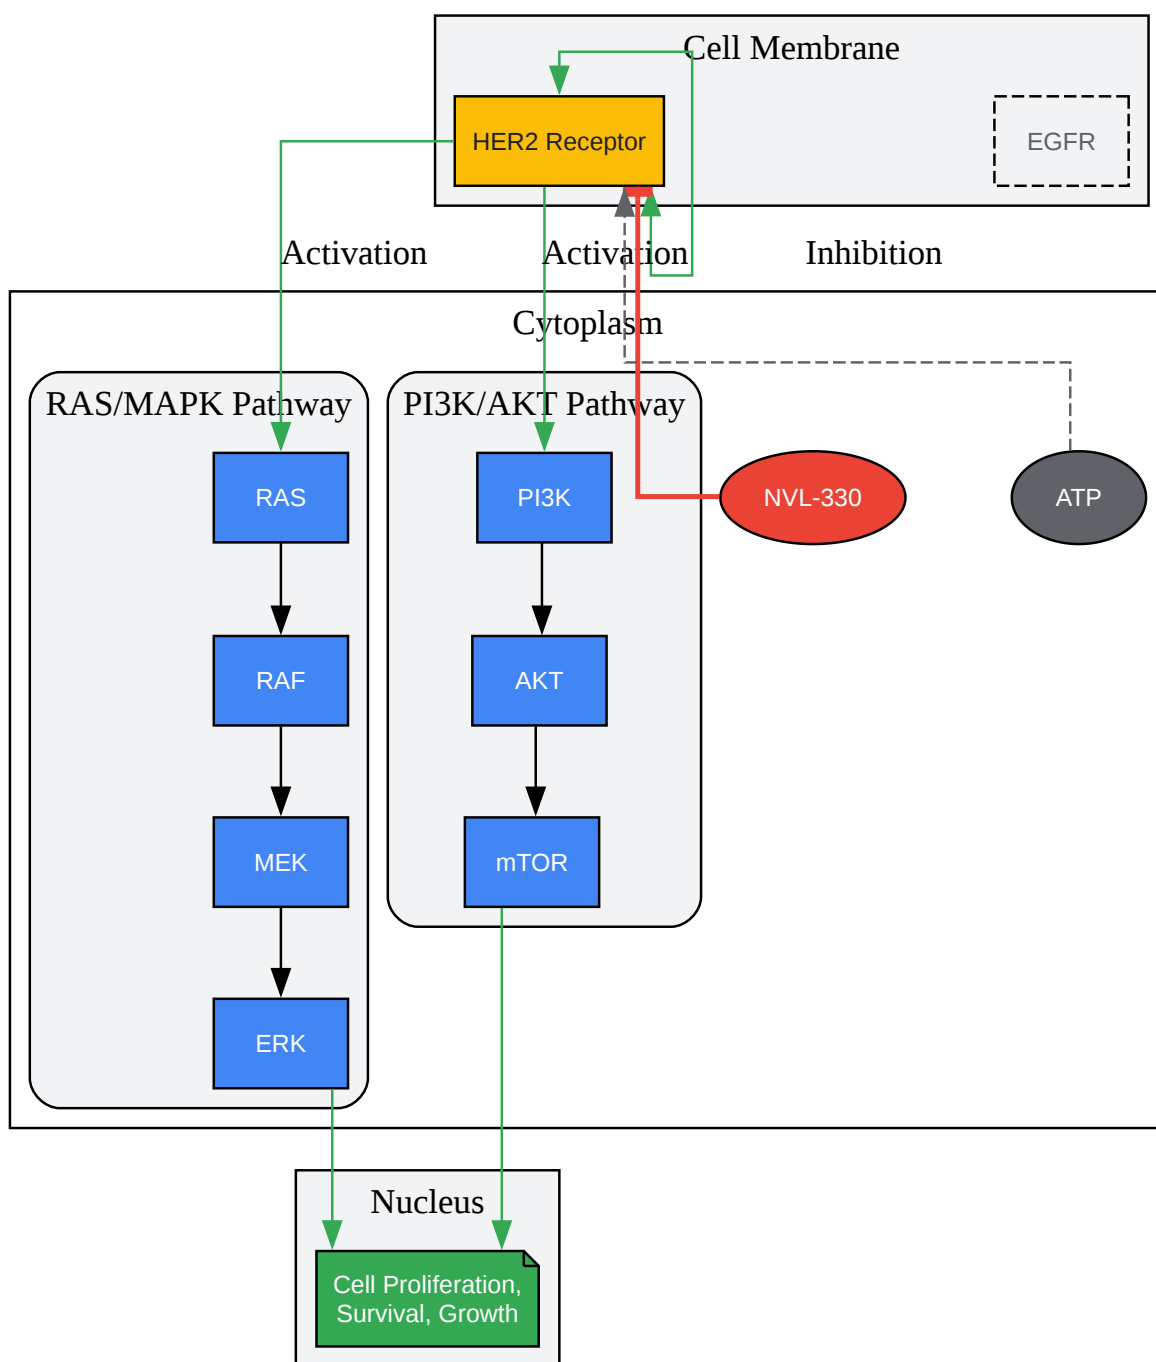 Cell Membrane
HER2 Receptor
EGFR
Activation
Activation
Inhibition
Cytoplasm
RAS/MAPK Pathway
PI3K/AKT Pathway
RAS
PI3K
NVL-330
ATP
RAF
AKT
MEK
mTOR
ERK
Nucleus
Cell Proliferation,
Survival, Growth